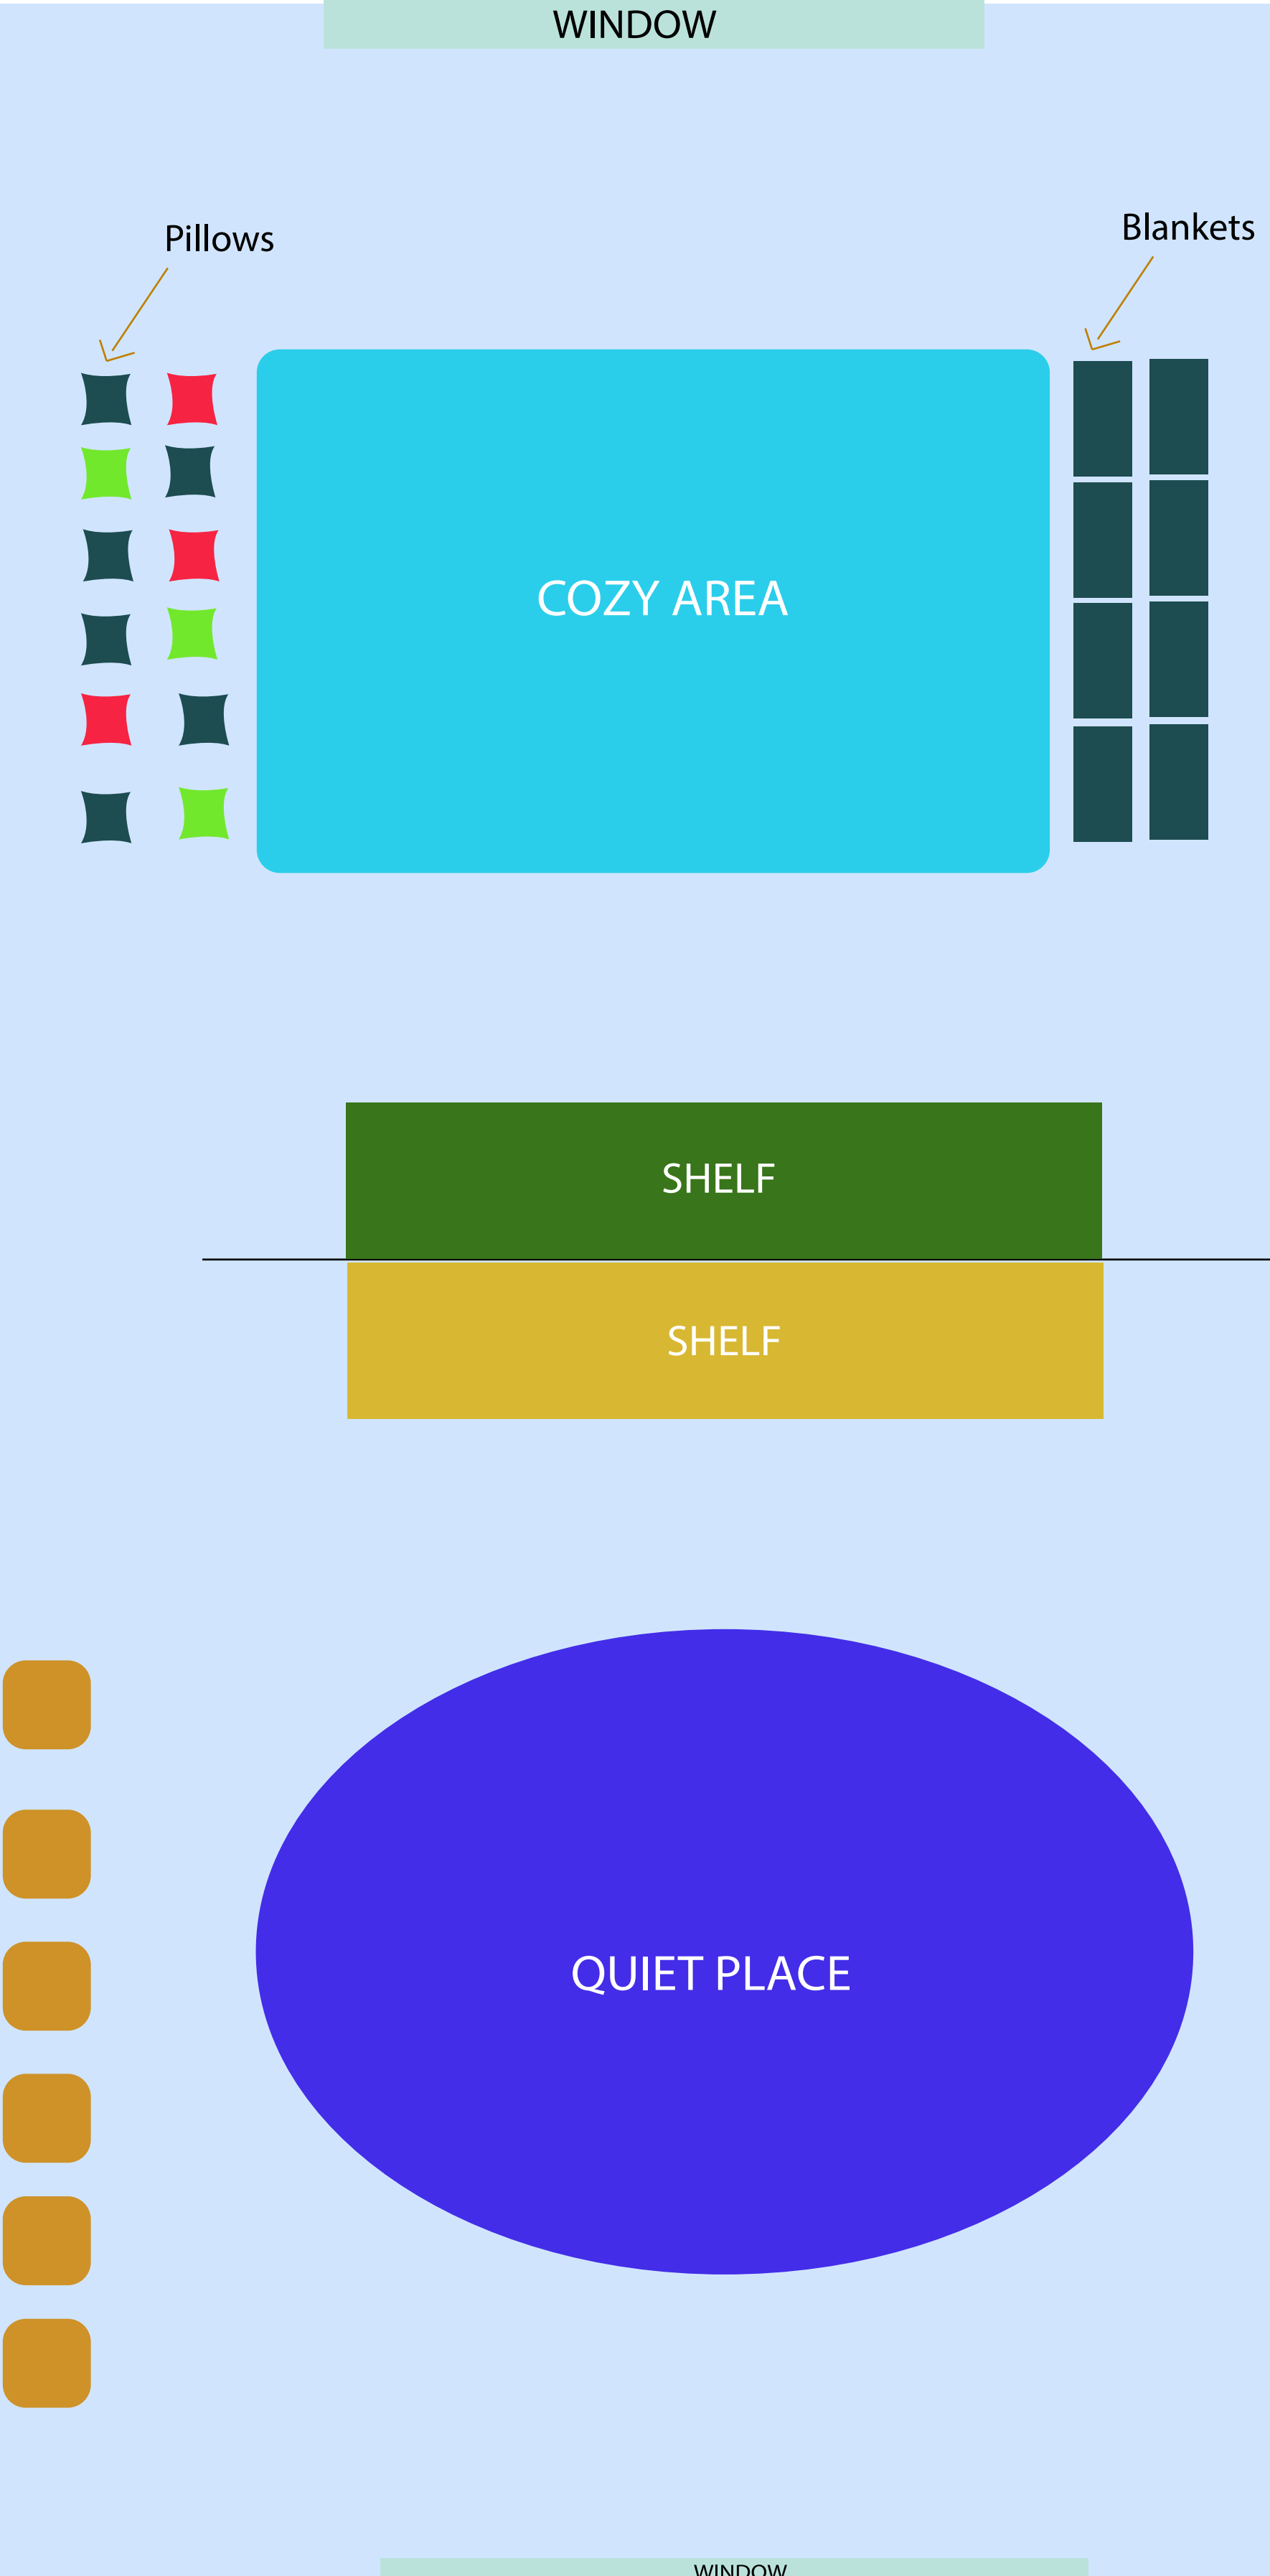 WINDOW
Pillows
Blankets
COZY AREA
SHELF
SHELF
QUIET PLACE
WINDOW